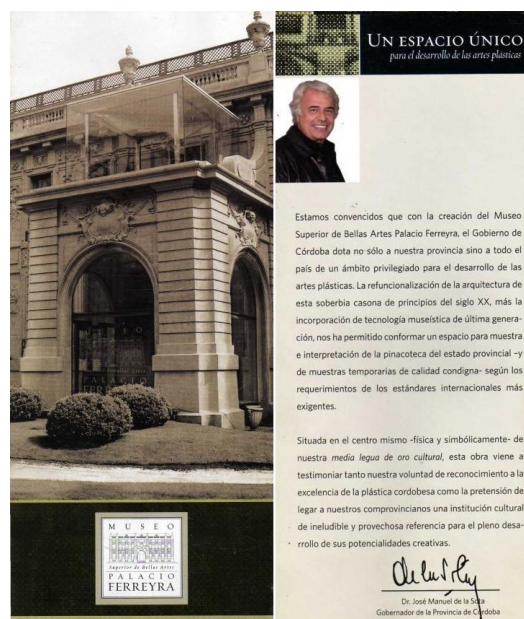 MUSEO
PALACIO
MUSEO
Superior de Bellas Artes
PALACIO
FERREYRA
UN ESPACIO ÚNICO
para el desarrollo de las artes plásticas
Estamos convencidos que con la creación del Museo
Superior de Bellas Artes Palacio Ferreyra, el Gobierno de
Córdoba dota no sólo a nuestra provincia sino a todo el
país de un ámbito privilegiado para el desarrollo de las
artes plásticas. La refuncionalización de la arquitectura de
esta soberbia casona de principios del siglo XX, más la
incorporación de tecnología museística de última genera-
ción, nos ha permitido conformar un espacio para muestra
e interpretación de la pinacoteca del estado provincial –y
de muestras temporarias de calidad condigna- según los
requerimientos de los estándares internacionales más
exigentes.
Situada en el centro mismo -física y simbólicamente- de
nuestra media legua de oro cultural, esta obra viene a
testimoniar tanto nuestra voluntad de reconocimiento a la
excelencia de la plástica cordobesa como la pretensión de
legar a nuestros comprovincianos una institución cultural
de ineludible y provechosa referencia para el pleno desa-
rrollo de sus potencialidades creativas.
Dr. José Manuel de la Sota
Gobernador de la Provincia de Córdoba